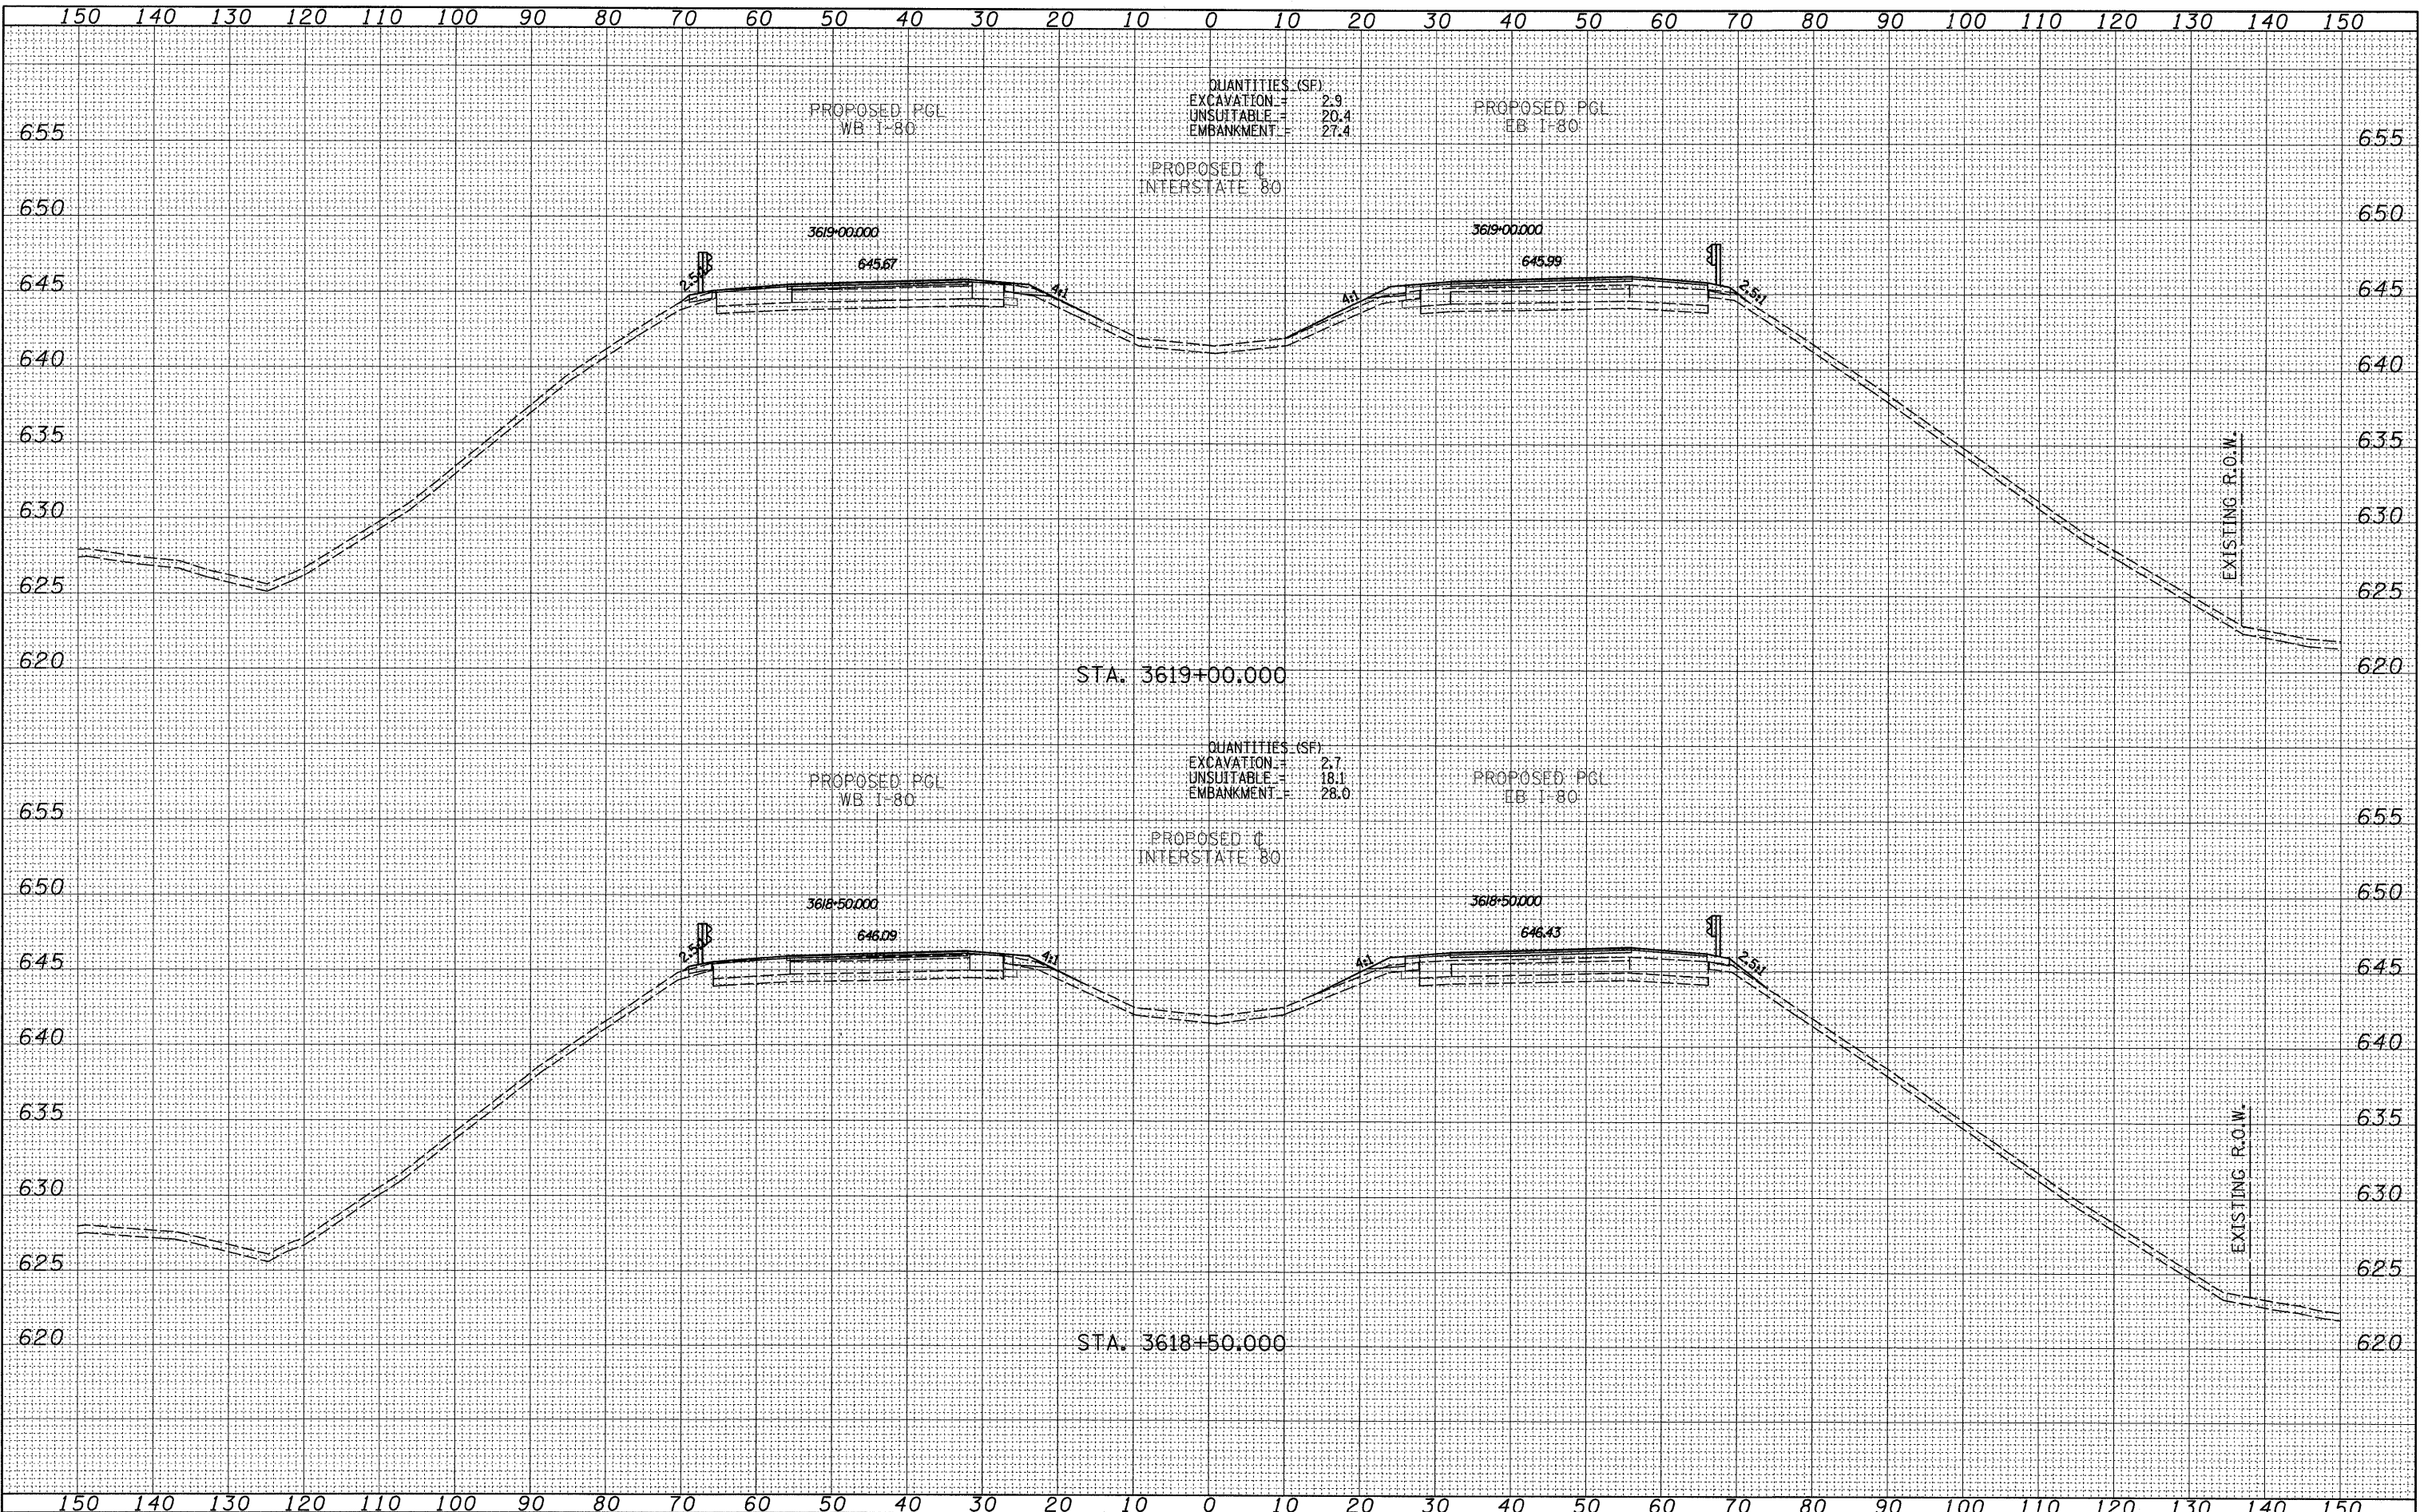 150 140 130 120 110 100 90 80 70 60 50 40 30 20 10 0 10 20 30 40 50 60 70 80 90 100 110 120 130 140 150
QUANTITIES (SF)
EXCAVATION = 2.9
UNSUITABLE = 20.4
EMBANKMENT = 27.4
PROPOSED PGL
WB I-80
PROPOSED PGL
EB I-80
655 655
PROPOSED ℄
INTERSTATE 80
650 650
3619+00.000 3619+00.000
645.67 645.99
2.5:1 4:1 4:1 2.5:1
645 645
640 640
635 635
EXISTING R.O.W.
630 630
625 625
620 620
STA. 3619+00.000
QUANTITIES (SF)
EXCAVATION = 2.7
UNSUITABLE = 18.1
EMBANKMENT = 28.0
PROPOSED PGL
WB I-80
PROPOSED PGL
EB I-80
655 655
PROPOSED ℄
INTERSTATE 80
650 650
3618+50.000 3618+50.000
646.09 646.43
2.5:1 4:1 4:1 2.5:1
645 645
640 640
635 635
EXISTING R.O.W.
630 630
625 625
620 620
STA. 3618+50.000
150 140 130 120 110 100 90 80 70 60 50 40 30 20 10 0 10 20 30 40 50 60 70 80 90 100 110 120 130 140 150